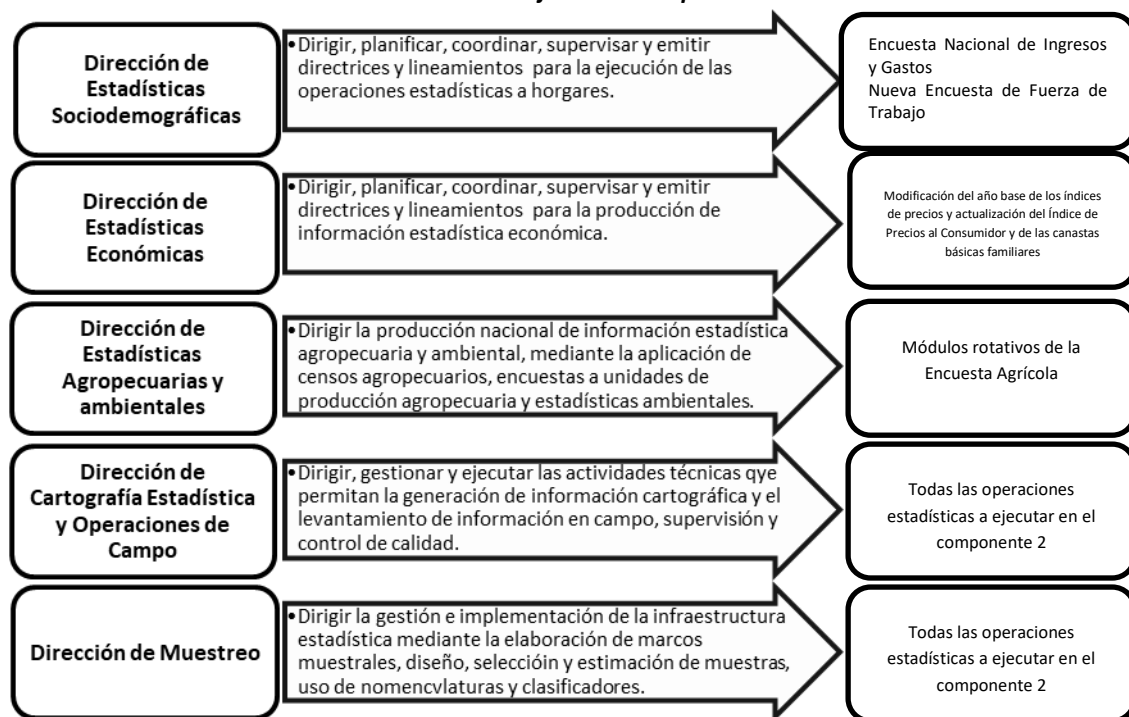 Dirección de
Estadísticas
Sociodemográficas
•Dirigir, planificar, coordinar, supervisar y emitir
directrices y lineamientos para la ejecución de las
operaciones estadísticas a horgares.
Encuesta Nacional de Ingresos
y Gastos
Nueva Encuesta de Fuerza de
Trabajo
Dirección de
Estadísticas
Económicas
•Dirigir, planificar, coordinar, supervisar y emitir
directrices y lineamientos para la producción de
información estadística económica.
Modificación del año base de los índices
de precios y actualización del Índice de
Precios al Consumidor y de las canastas
básicas familiares
Dirección de
Estadísticas
Agropecuarias y
ambientales
•Dirigir la producción nacional de información estadística
agropecuaria y ambiental, mediante la aplicación de
censos agropecuarios, encuestas a unidades de
producción agropecuaria y estadísticas ambientales.
Módulos rotativos de la
Encuesta Agrícola
Dirección de
Cartografía Estadística
y Operaciones de
Campo
•Dirigir, gestionar y ejecutar las actividades técnicas qye
permitan la generación de información cartográfica y el
levantamiento de información en campo, supervisión y
control de calidad.
Todas las operaciones
estadísticas a ejecutar en el
componente 2
Dirección de Muestreo
•Dirigir la gestión e implementación de la infraestructura
estadística mediante la elaboración de marcos
muestrales, diseño, seleccióin y estimación de muestras,
uso de nomencvlaturas y clasificadores.
Todas las operaciones
estadísticas a ejecutar en el
componente 2